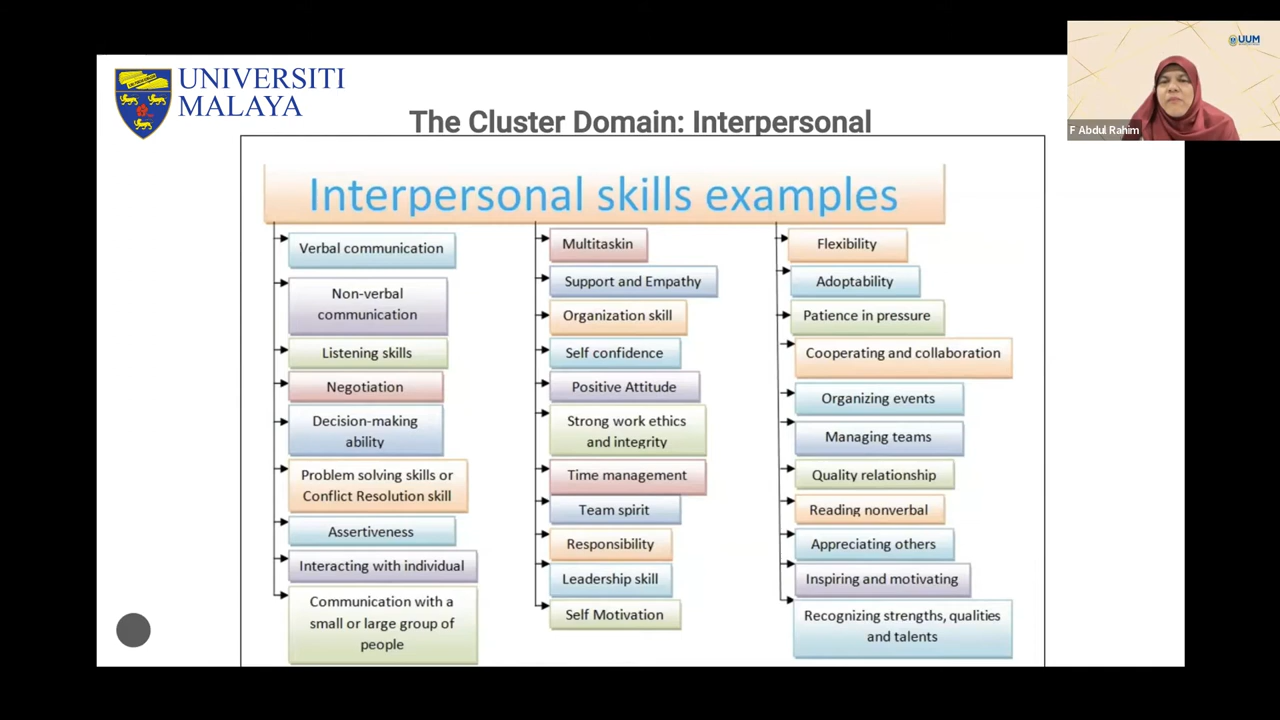 UNIVERSITI
MALAYA
The Cluster Domain: Interpersonal
UUM
F Abdul Rahim
Interpersonal skills examples
Verbal communication
Non-verbal
communication
Listening skills
Negotiation
Decision-making
ability
Problem solving skills or
Conflict Resolution skill
Assertiveness
Interacting with individual
Communication with a
small or large group of
people
Multitaskin
Support and Empathy
Organization skill
Self confidence
Positive Attitude
Strong work ethics
and integrity
Time management
Team spirit
Responsibility
Leadership skill
Self Motivation
Flexibility
Adoptability
Patience in pressure
Cooperating and collaboration
Organizing events
Managing teams
Quality relationship
Reading nonverbal
Appreciating others
Inspiring and motivating
Recognizing strengths, qualities
and talents